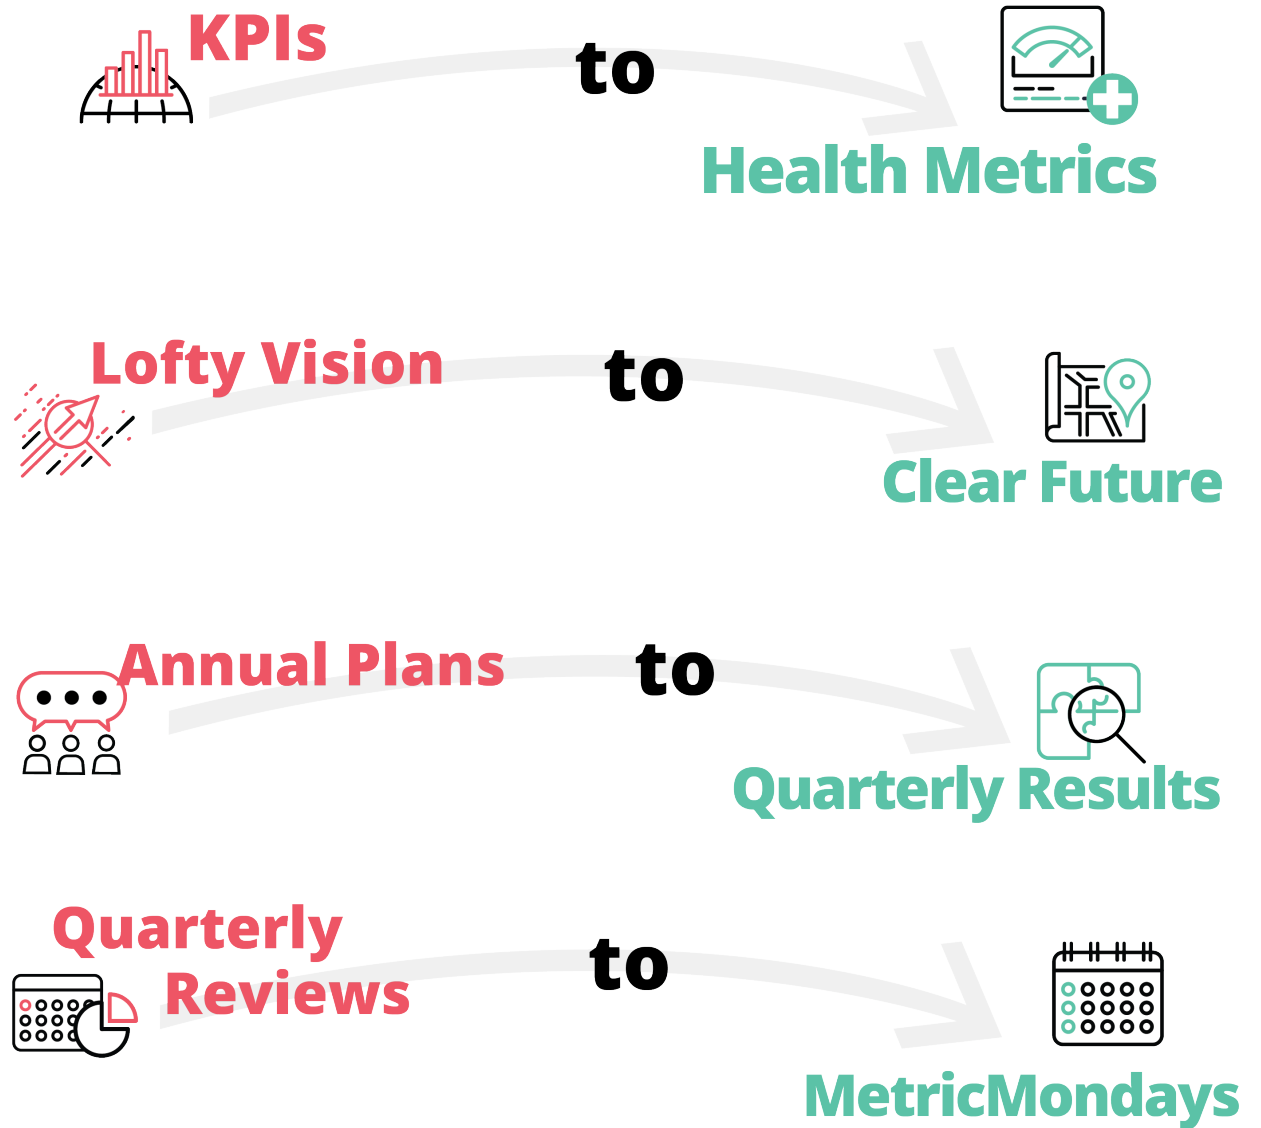 KPIs
to
Health Metrics
Lofty Vision
to
Clear Future
Annual Plans
to
Quarterly Results
Quarterly
Reviews
to
MetricMondays